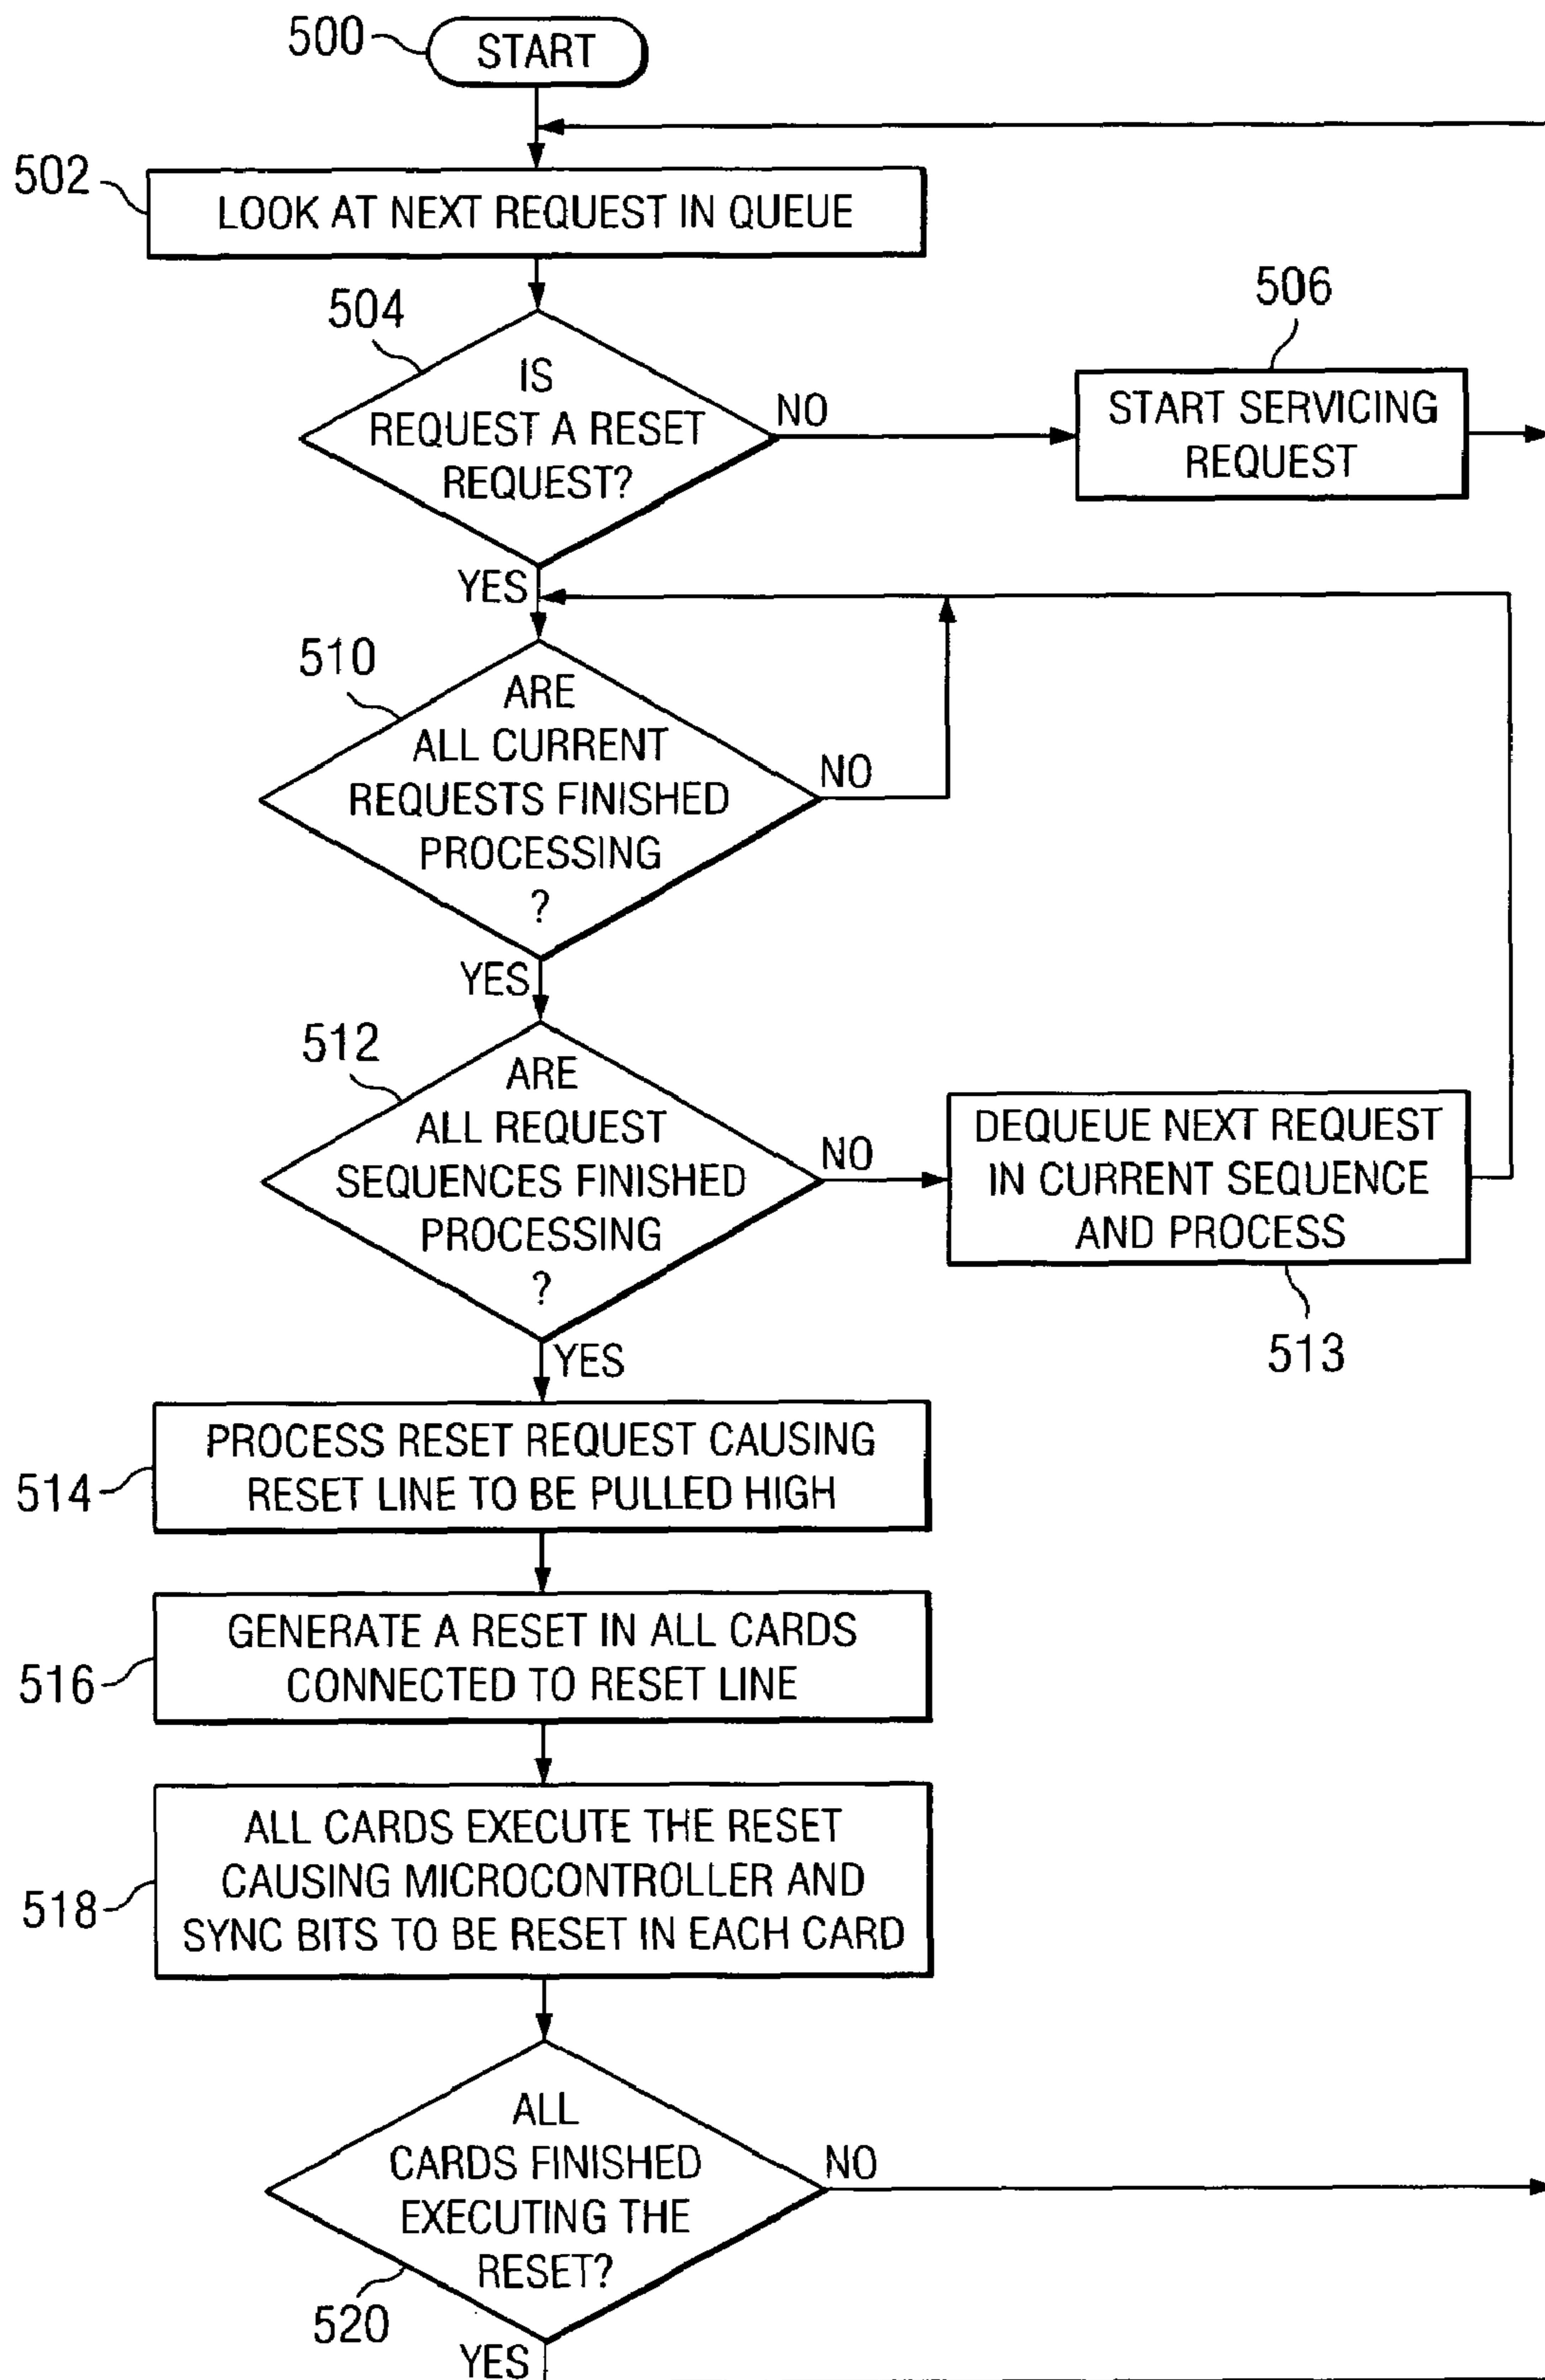 500
START
502
LOOK AT NEXT REQUEST IN QUEUE
504
IS
REQUEST A RESET
REQUEST?
NO
506
START SERVICING
REQUEST
YES
510
ARE
ALL CURRENT
REQUESTS FINISHED
PROCESSING
?
NO
YES
512
ARE
ALL REQUEST
SEQUENCES FINISHED
PROCESSING
?
NO
DEQUEUE NEXT REQUEST
IN CURRENT SEQUENCE
AND PROCESS
513
YES
514
PROCESS RESET REQUEST CAUSING
RESET LINE TO BE PULLED HIGH
516
GENERATE A RESET IN ALL CARDS
CONNECTED TO RESET LINE
518
ALL CARDS EXECUTE THE RESET
CAUSING MICROCONTROLLER AND
SYNC BITS TO BE RESET IN EACH CARD
ALL
CARDS FINISHED
EXECUTING THE
RESET?
NO
520
YES